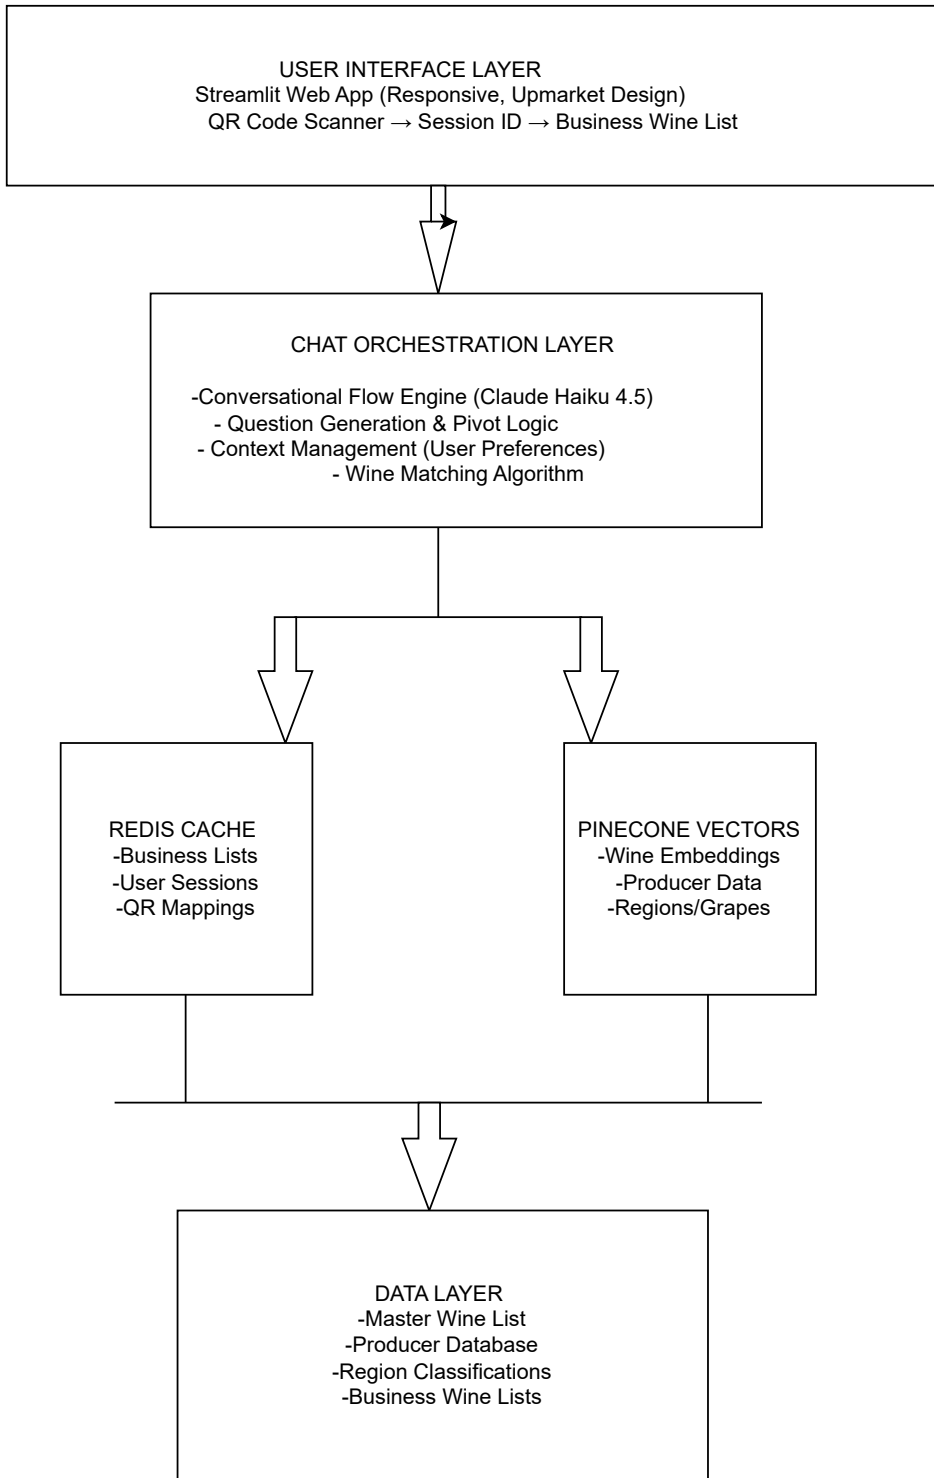 USER INTERFACE LAYER
Streamlit Web App (Responsive, Upmarket Design)
QR Code Scanner → Session ID → Business Wine List
CHAT ORCHESTRATION LAYER
-Conversational Flow Engine (Claude Haiku 4.5)
- Question Generation & Pivot Logic
- Context Management (User Preferences)
- Wine Matching Algorithm
REDIS CACHE
-Business Lists
-User Sessions
-QR Mappings
PINECONE VECTORS
-Wine Embeddings
-Producer Data
-Regions/Grapes
DATA LAYER
-Master Wine List
-Producer Database
-Region Classifications
-Business Wine Lists